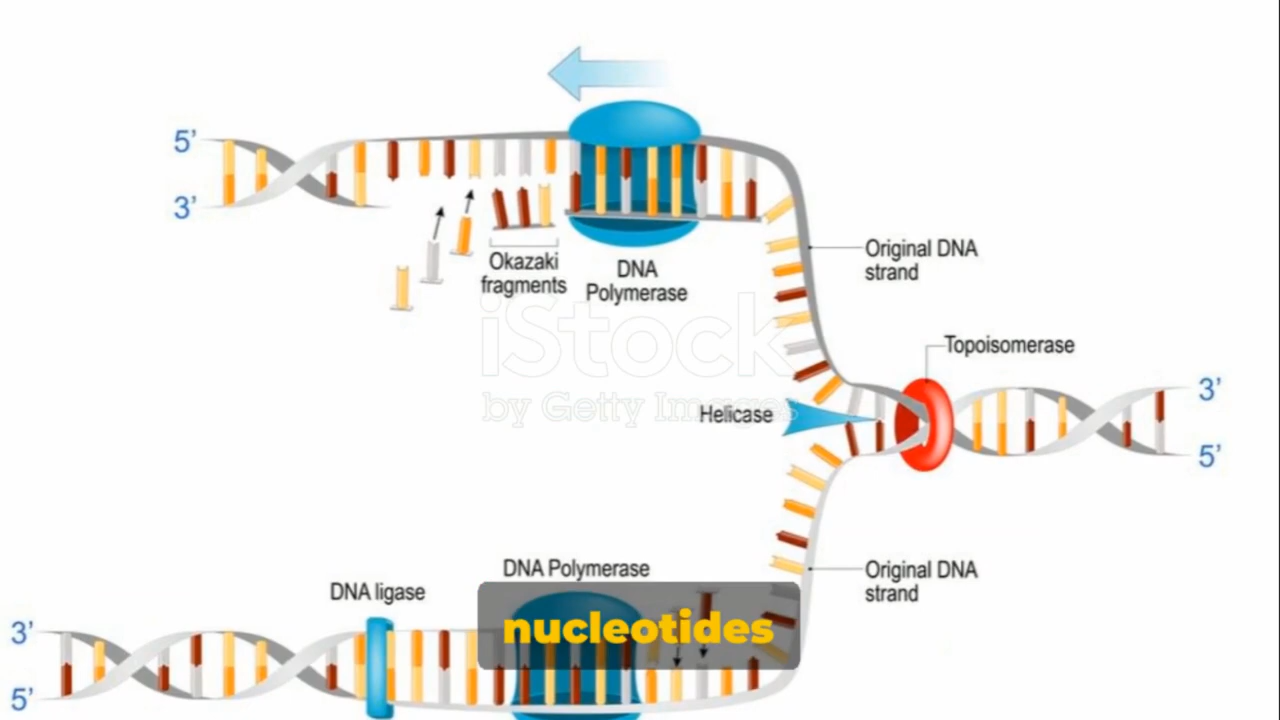 5’
3’
Okazaki
fragments
DNA
Polymerase
Original DNA
strand
iStock
by Getty Images
Topoisomerase
Helicase
3’
5’
DNA Polymerase
Original DNA
strand
DNA ligase
nucleotides
3’
5’